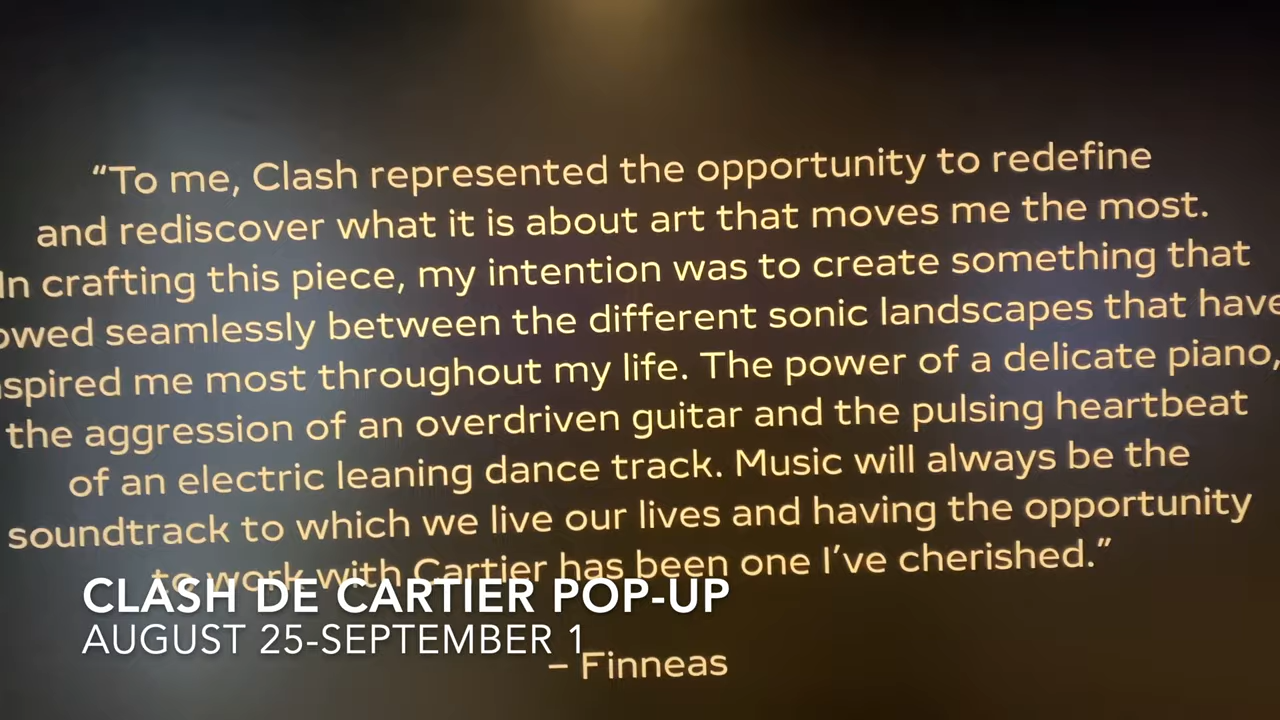 “To me, Clash represented the opportunity to redefine
and rediscover what it is about art that moves me the most.
In crafting this piece, my intention was to create something that
owed seamlessly between the different sonic landscapes that have
spired me most throughout my life. The power of a delicate piano,
the aggression of an overdriven guitar and the pulsing heartbeat
of an electric leaning dance track. Music will always be the
soundtrack to which we live our lives and having the opportunity
to work with Cartier has been one I’ve cherished.”
CLASH DE CARTIER POP-UP
AUGUST 25-SEPTEMBER 1
– Finneas